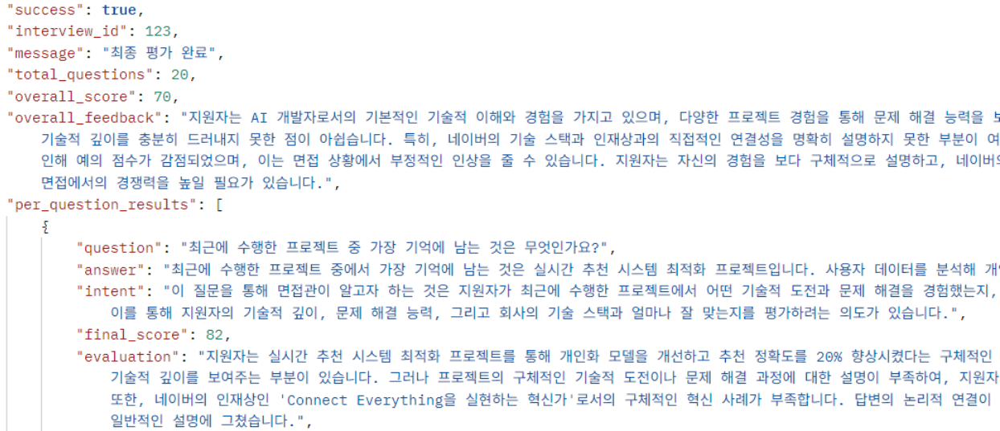 "success": true,
"interview_id": 123,
"message": "최종 평가 완료",
"total_questions": 20,
"overall_score": 70,
"overall_feedback": "지원자는 AI 개발자로서의 기본적인 기술적 이해와 경험을 가지고 있으며, 다양한 프로젝트 경험을 통해 문제 해결 능력을
기술적 깊이를 충분히 드러내지 못한 점이 아쉽습니다. 특히, 네이버의 기술 스택과 인재상과의 직접적인 연결성을 명확히 설명하지 못한 부분이
인해 예의 점수가 감점되었으며, 이는 면접 상황에서 부정적인 인상을 줄 수 있습니다. 지원자는 자신의 경험을 보다 구체적으로 설명하고,
면접에서의 경쟁력을 높일 필요가 있습니다.",
"per_question_results": [
{
"question": "최근에 수행한 프로젝트 중 가장 기억에 남는 것은 무엇인가요?",
"answer": "최근에 수행한 프로젝트 중에서 가장 기억에 남는 것은 실시간 추천 시스템 최적화 프로젝트입니다. 사용자 데이터를 분석해
"intent": "이 질문을 통해 면접관이 알고자 하는 것은 지원자가 최근에 수행한 프로젝트에서 어떤 기술적 도전과 문제 해결을 경험했는지,
이를 통해 지원자의 기술적 깊이, 문제 해결 능력, 그리고 회사의 기술 스택과 얼마나 잘 맞는지를 평가하려는 의도가 있습니다.",
"final_score": 82,
"evaluation": "지원자는 실시간 추천 시스템 최적화 프로젝트를 통해 개인화 모델을 개선하고 추천 정확도를 20% 향상시켰다는 구체적인
기술적 깊이를 보여주는 부분이 있습니다. 그러나 프로젝트의 구체적인 기술적 도전이나 문제 해결 과정에 대한 설명이 부족하여, 지원자
또한, 네이버의 인재상인 'Connect Everything을 실현하는 혁신가'로서의 구체적인 혁신 사례가 부족합니다. 답변의 논리적 연결이
일반적인 설명에 그쳤습니다.",